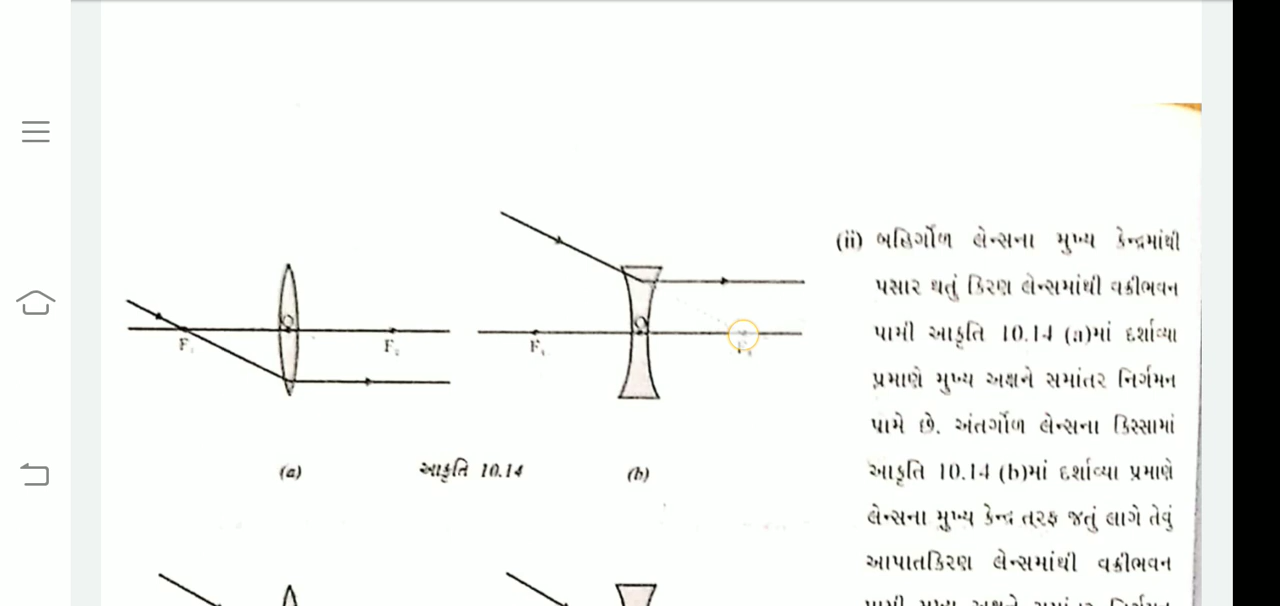 (ii) બહિર્ગોળ લેન્સના મુખ્ય કેન્દ્રમાંથી
પસાર થતું કિરણ લેન્સમાંથી વક્રીભવન
પામી આકૃતિ 10.14 (a)માં દર્શાવ્યા
પ્રમાણે મુખ્ય અક્ષને સમાંતર નિર્ગમન
પામે છે. અંતર્ગોળ લેન્સના કિસ્સામાં
આકૃતિ 10.14 (b)માં દર્શાવ્યા પ્રમાણે
લેન્સના મુખ્ય કેન્દ્ર તરફ જતું લાગે તેવું
આપાતકિરણ લેન્સમાંથી વક્રીભવન
O
F₁
F₂
O
F₁
(a)
આકૃતિ 10.14
(b)